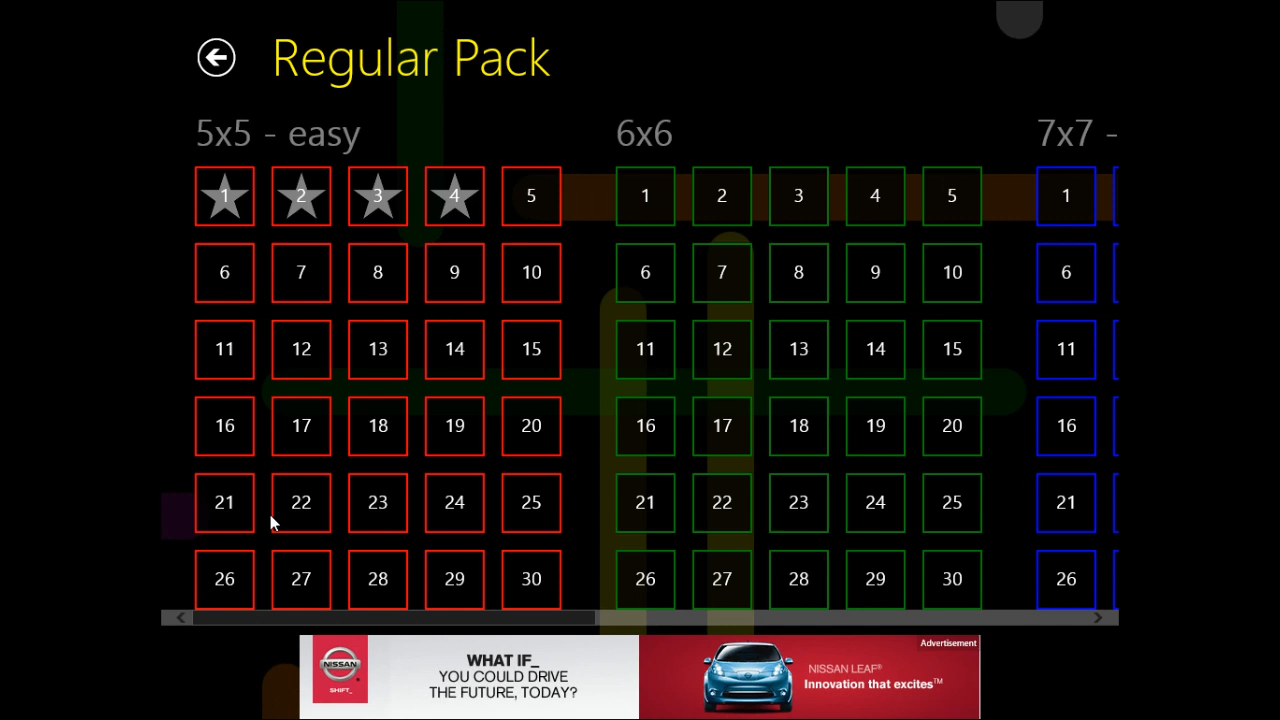 Regular Pack
5x5 - easy
6x6
7x7 -
1 2 3 4 5
1 2 3 4 5
1
6 7 8 9 10
6 7 8 9 10
6
11 12 13 14 15
11 12 13 14 15
11
16 17 18 19 20
16 17 18 19 20
16
21 22 23 24 25
21 22 23 24 25
21
26 27 28 29 30
26 27 28 29 30
26
NISSAN
SHIFT_
WHAT IF_
YOU COULD DRIVE
THE FUTURE, TODAY?
Advertisement
NISSAN LEAF®
Innovation that excites™